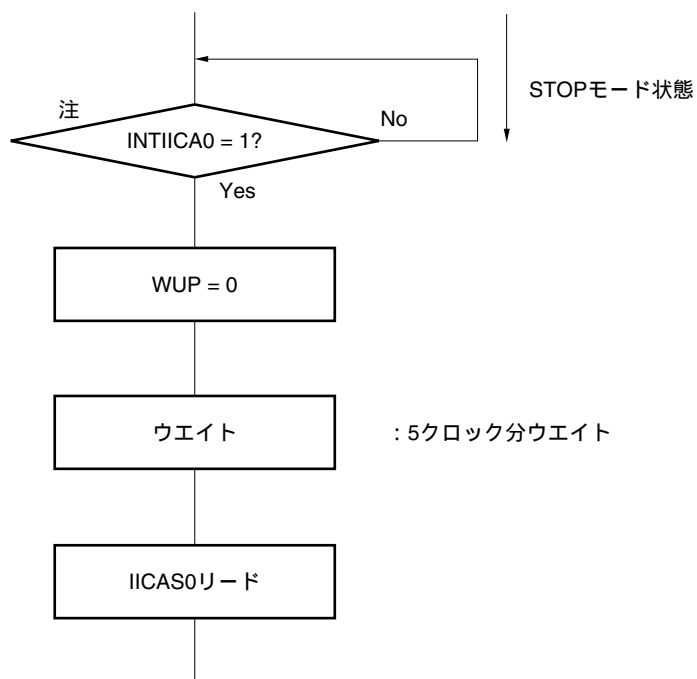 STOPモード状態
注
No
INTIICA0 = 1?
Yes
WUP = 0
ウエイト
：5クロック分ウエイト
IICAS0リード